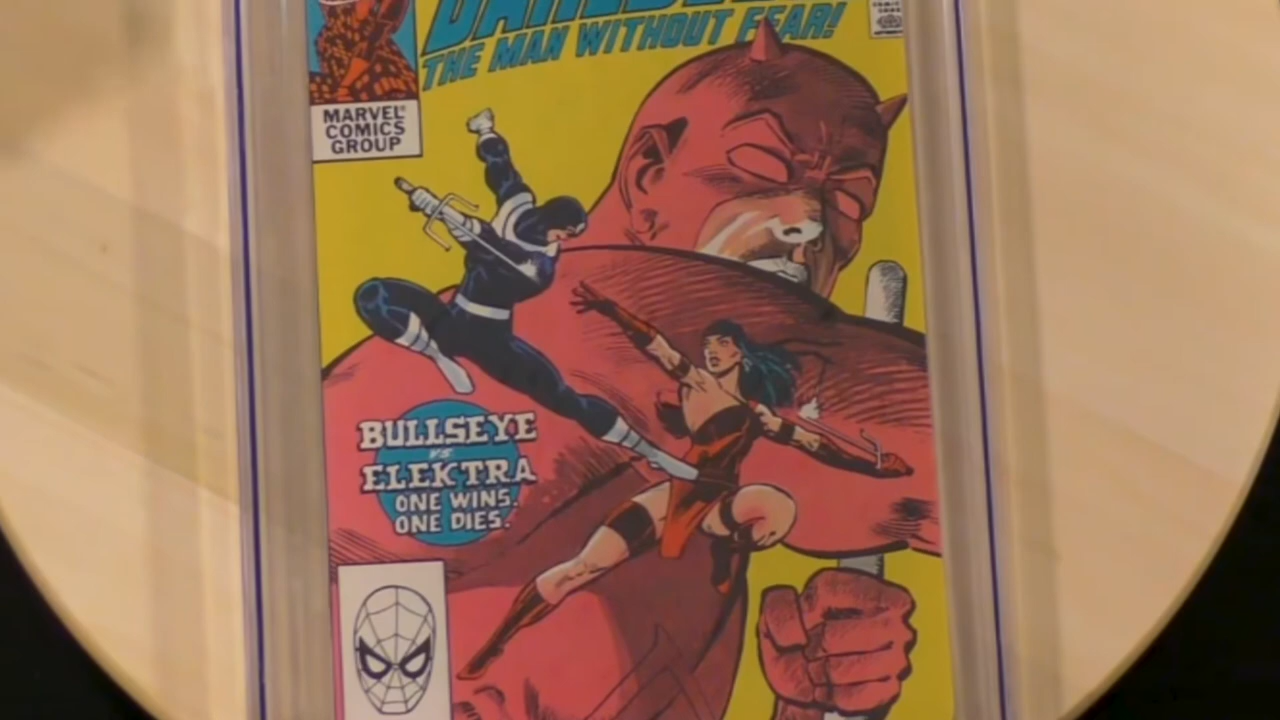 THE MAN WITHOUT FEAR!
MARVEL
COMICS
GROUP
BULLSEYE
VS.
ELEKTRA
ONE WINS.
ONE DIES.